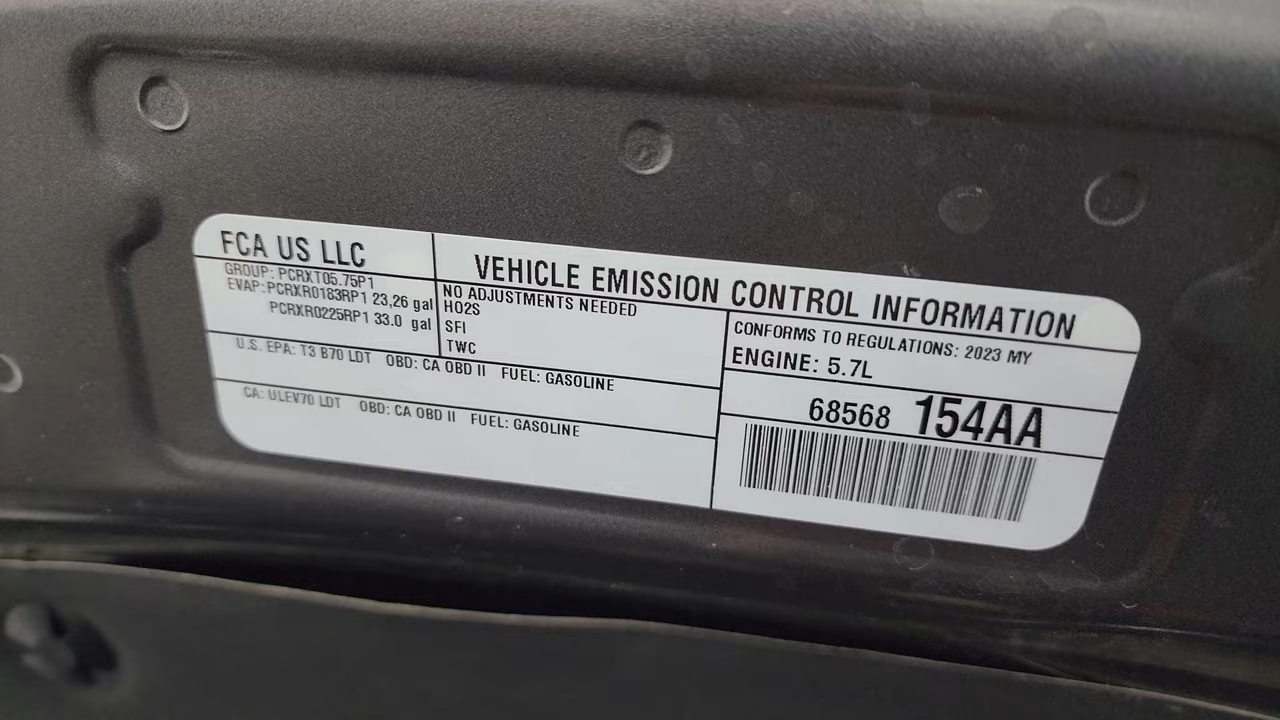 FCA US LLC
GROUP: PCRXT05.75P1
EVAP: PCRXR0183RP1 23,26 gal
PCRXR0225RP1 33.0 gal
VEHICLE EMISSION CONTROL INFORMATION
NO ADJUSTMENTS NEEDED
HO2S
SFI
TWC
U.S. EPA: T3 B70 LDT OBD: CA OBD II FUEL: GASOLINE
CA: ULEV70 LDT OBD: CA OBD II FUEL: GASOLINE
CONFORMS TO REGULATIONS: 2023 MY
ENGINE: 5.7L
68568 154AA